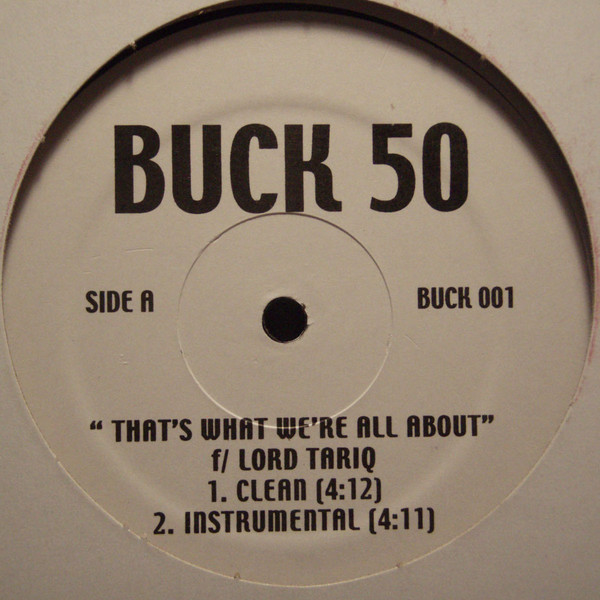 BUCK 50
SIDE A
BUCK 001
“ THAT'S WHAT WE'RE ALL ABOUT”
f/ LORD TARIQ
1. CLEAN (4:12)
2. INSTRUMENTAL (4:11)